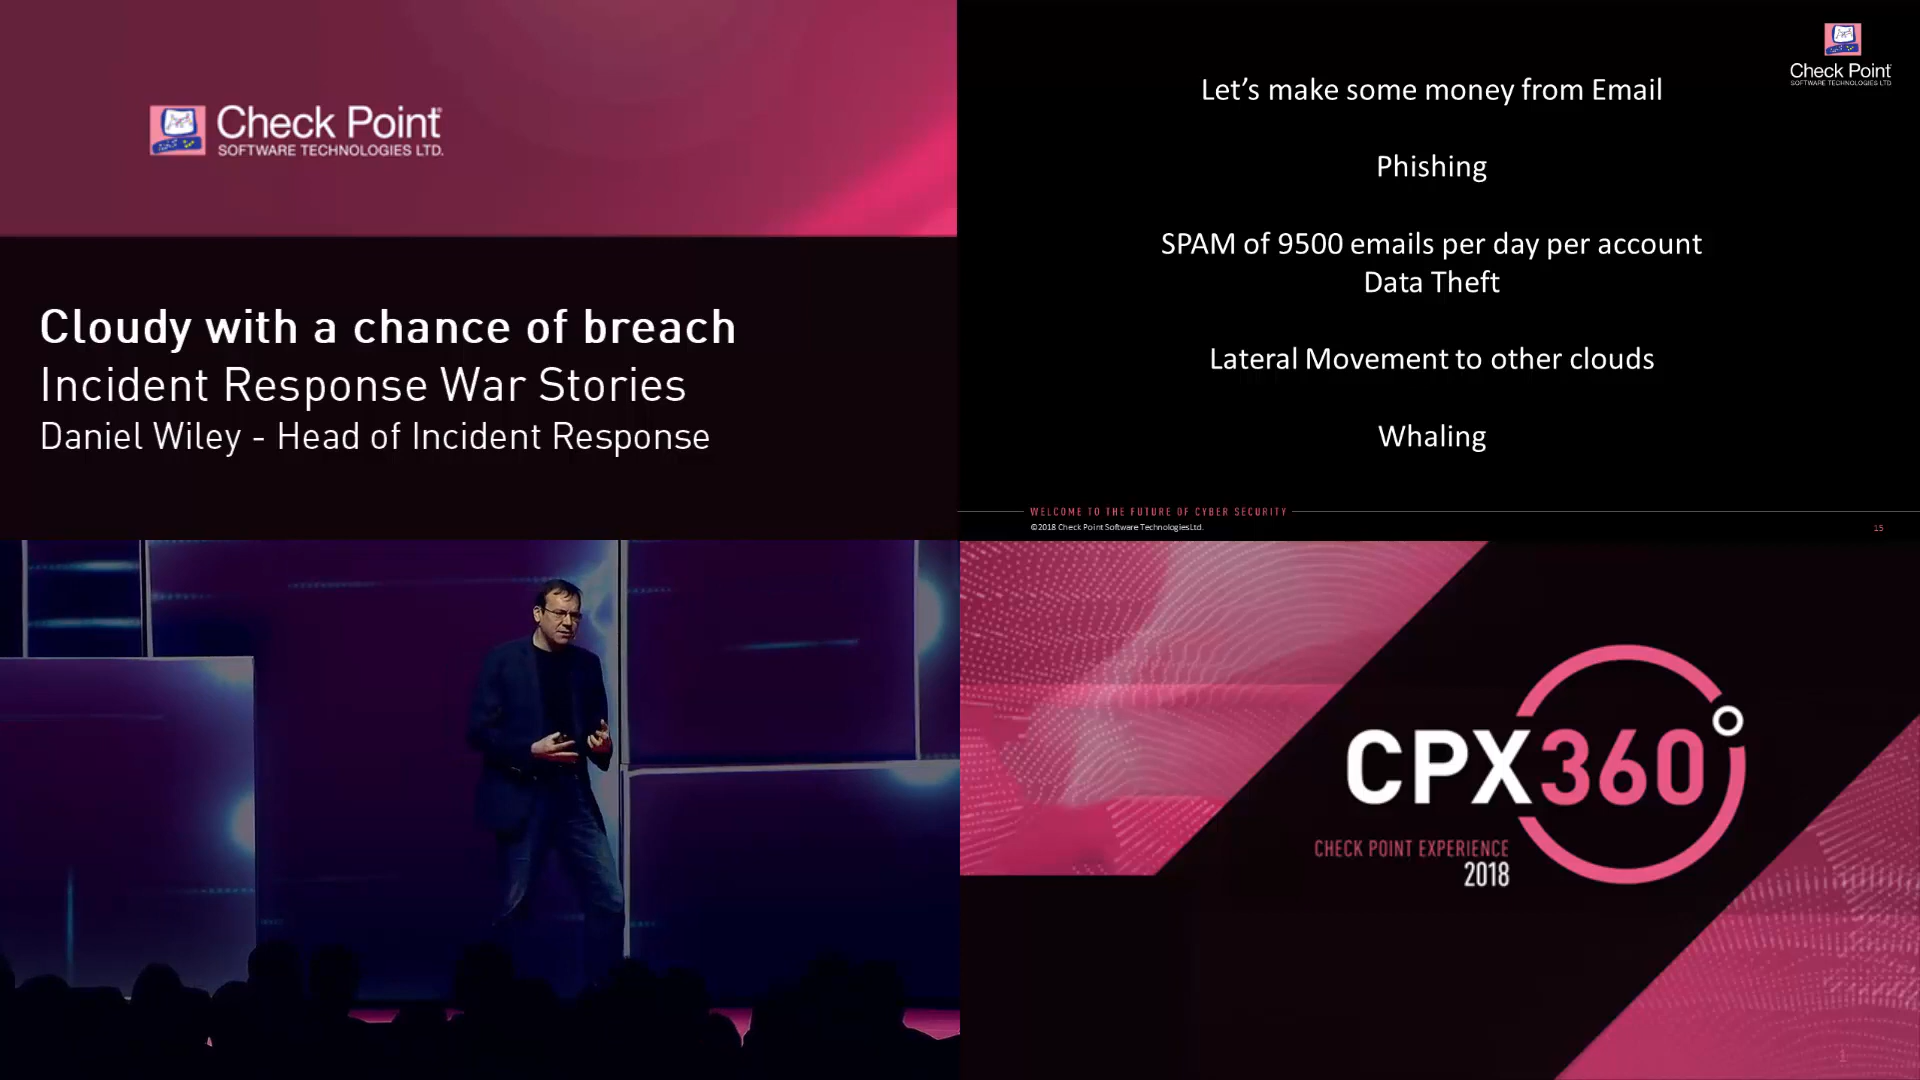 Check Point
SOFTWARE TECHNOLOGIES LTD.
Cloudy with a chance of breach
Incident Response War Stories
Daniel Wiley - Head of Incident Response
Check Point
SOFTWARE TECHNOLOGIES LTD
Let's make some money from Email
Phishing
SPAM of 9500 emails per day per account
Data Theft
Lateral Movement to other clouds
Whaling
WELCOME TO THE FUTURE OF CYBER SECURITY
©2018 Check Point Software Technologies Ltd.
15
CPX360°
CHECK POINT EXPERIENCE
2018
1